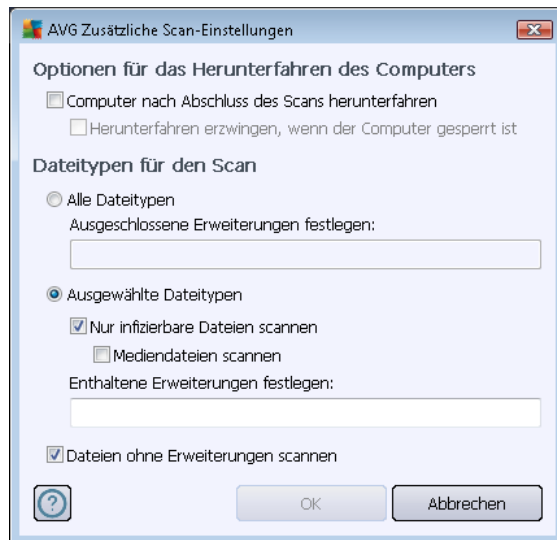 AVG Zusätzliche Scan-Einstellungen
Optionen für das Herunterfahren des Computers
Computer nach Abschluss des Scans herunterfahren
Herunterfahren erzwingen, wenn der Computer gesperrt ist
Dateitypen für den Scan
Alle Dateitypen
Ausgeschlossene Erweiterungen festlegen:
Ausgewählte Dateitypen
Nur infizierbare Dateien scannen
Mediendateien scannen
Enthaltene Erweiterungen festlegen:
Dateien ohne Erweiterungen scannen
? OK Abbrechen